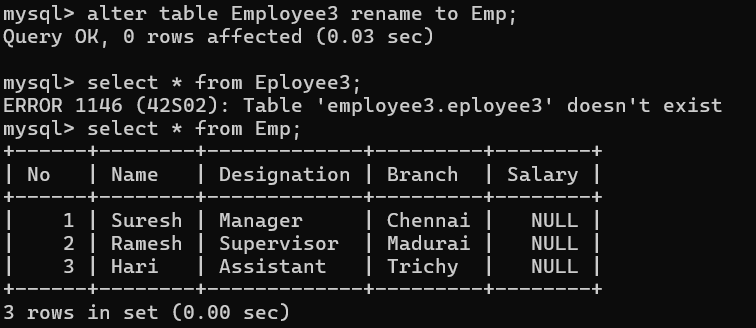 mysql> alter table Employee3 rename to Emp;
Query OK, 0 rows affected (0.03 sec)
mysql> select * from Eployee3;
ERROR 1146 (42S02): Table 'employee3.eployee3' doesn't exist
mysql> select * from Emp;
+------+--------+-------------+---------+--------+
| No   | Name   | Designation | Branch  | Salary |
+------+--------+-------------+---------+--------+
|    1 | Suresh | Manager     | Chennai |   NULL |
|    2 | Ramesh | Supervisor  | Madurai |   NULL |
|    3 | Hari   | Assistant   | Trichy  |   NULL |
+------+--------+-------------+---------+--------+
3 rows in set (0.00 sec)